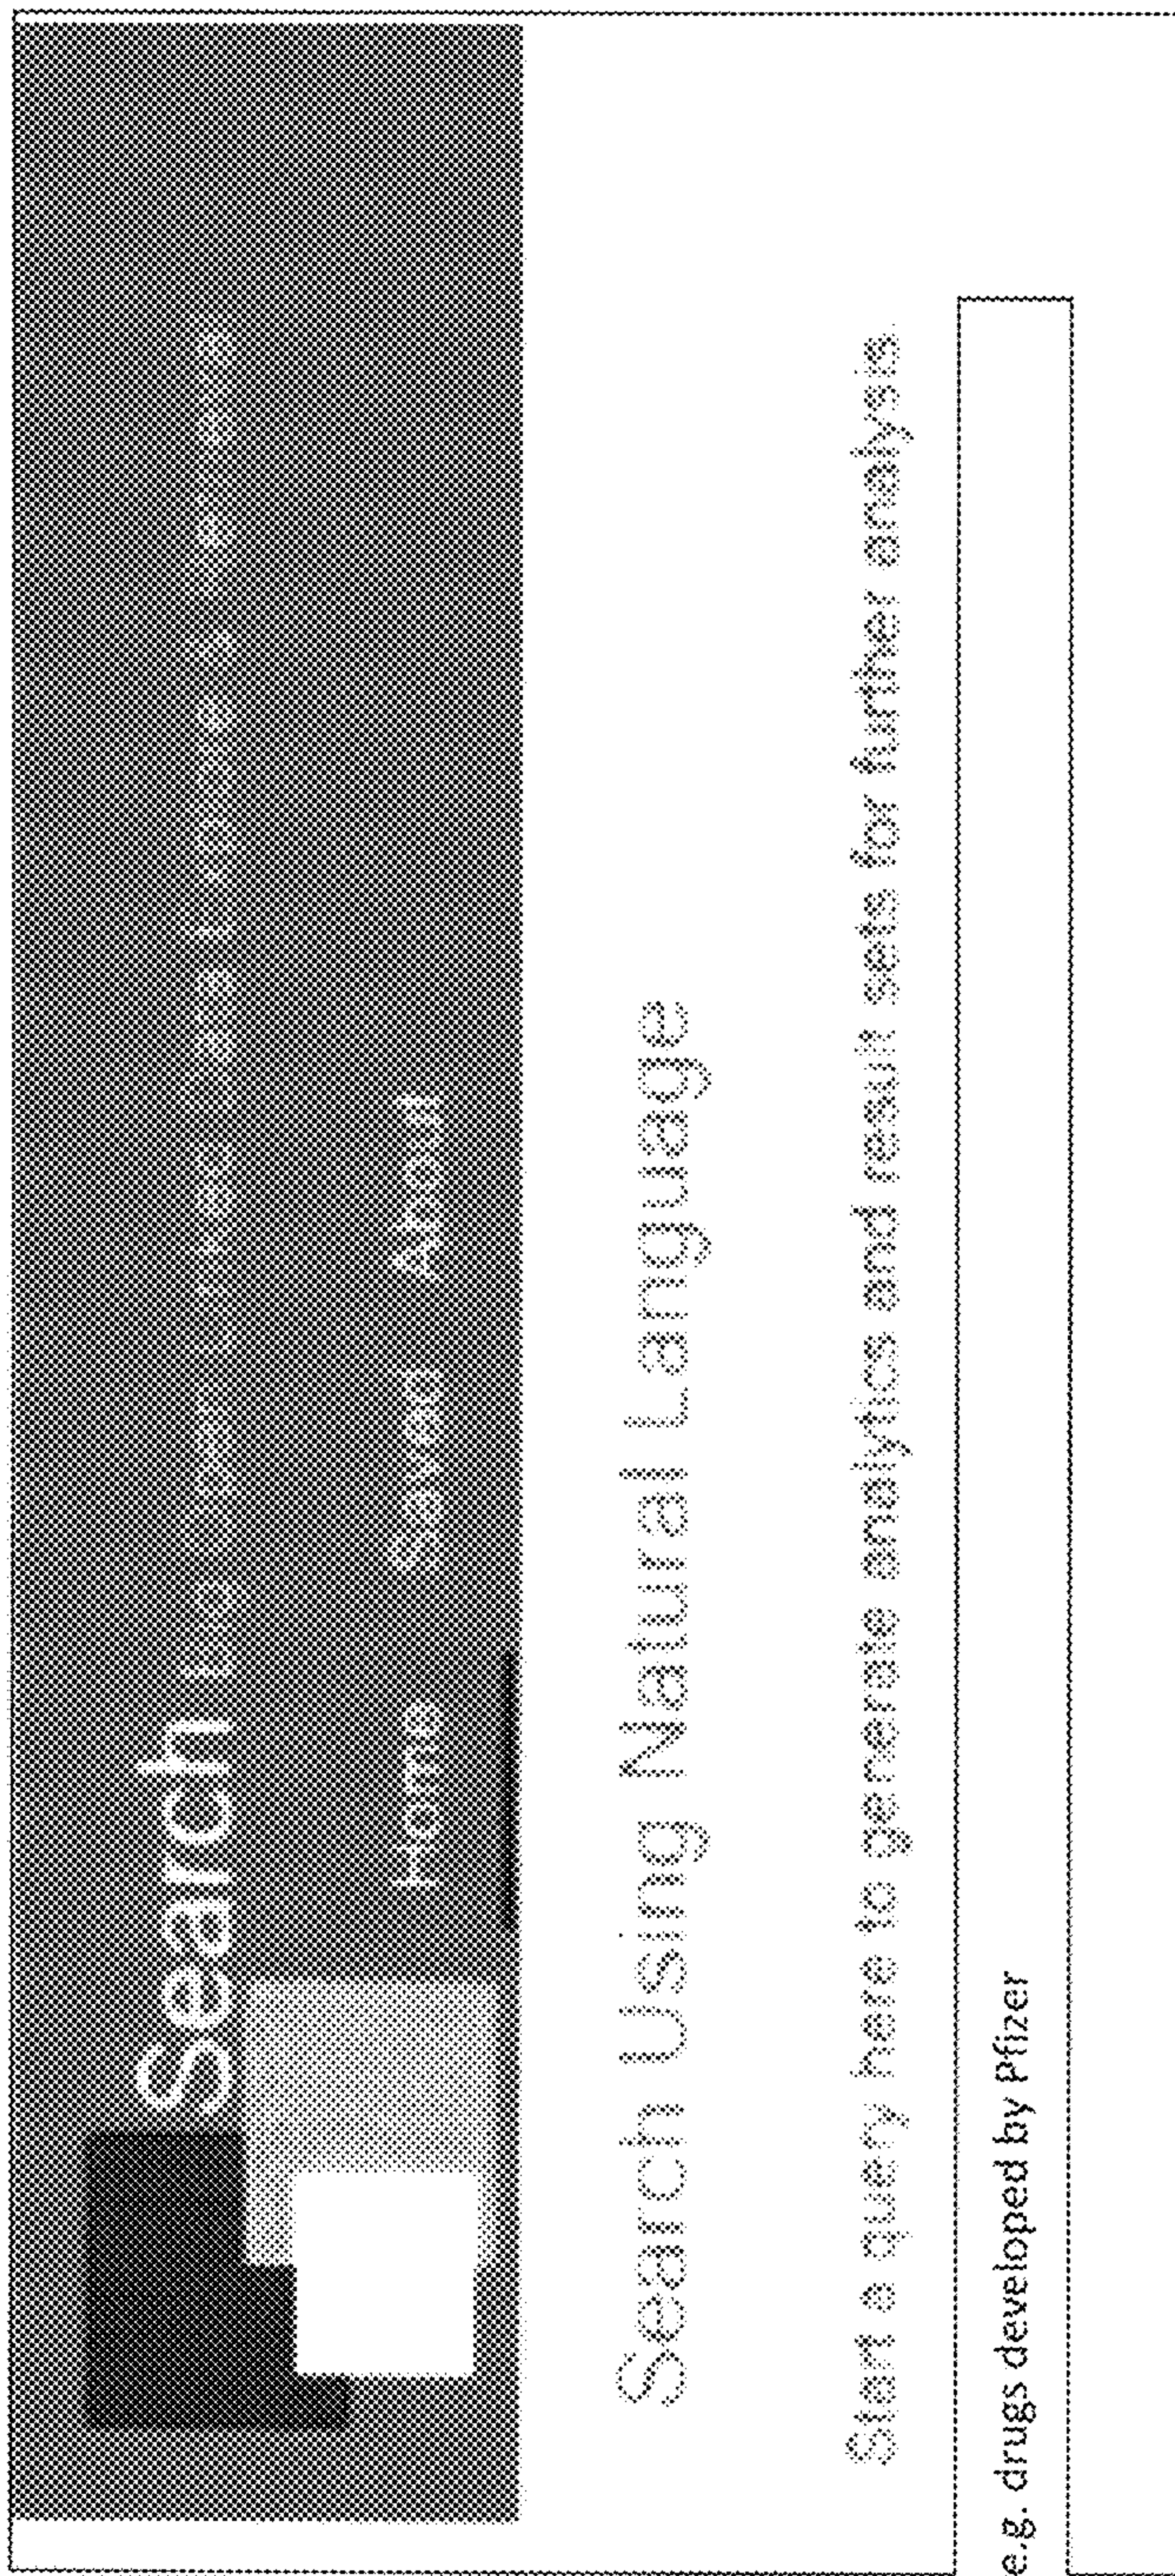 Search
Home Saved About
Search Using Natural Language
Start a query here to generate analytics and result sets for further analysis.
e.g. drugs developed by Pfizer